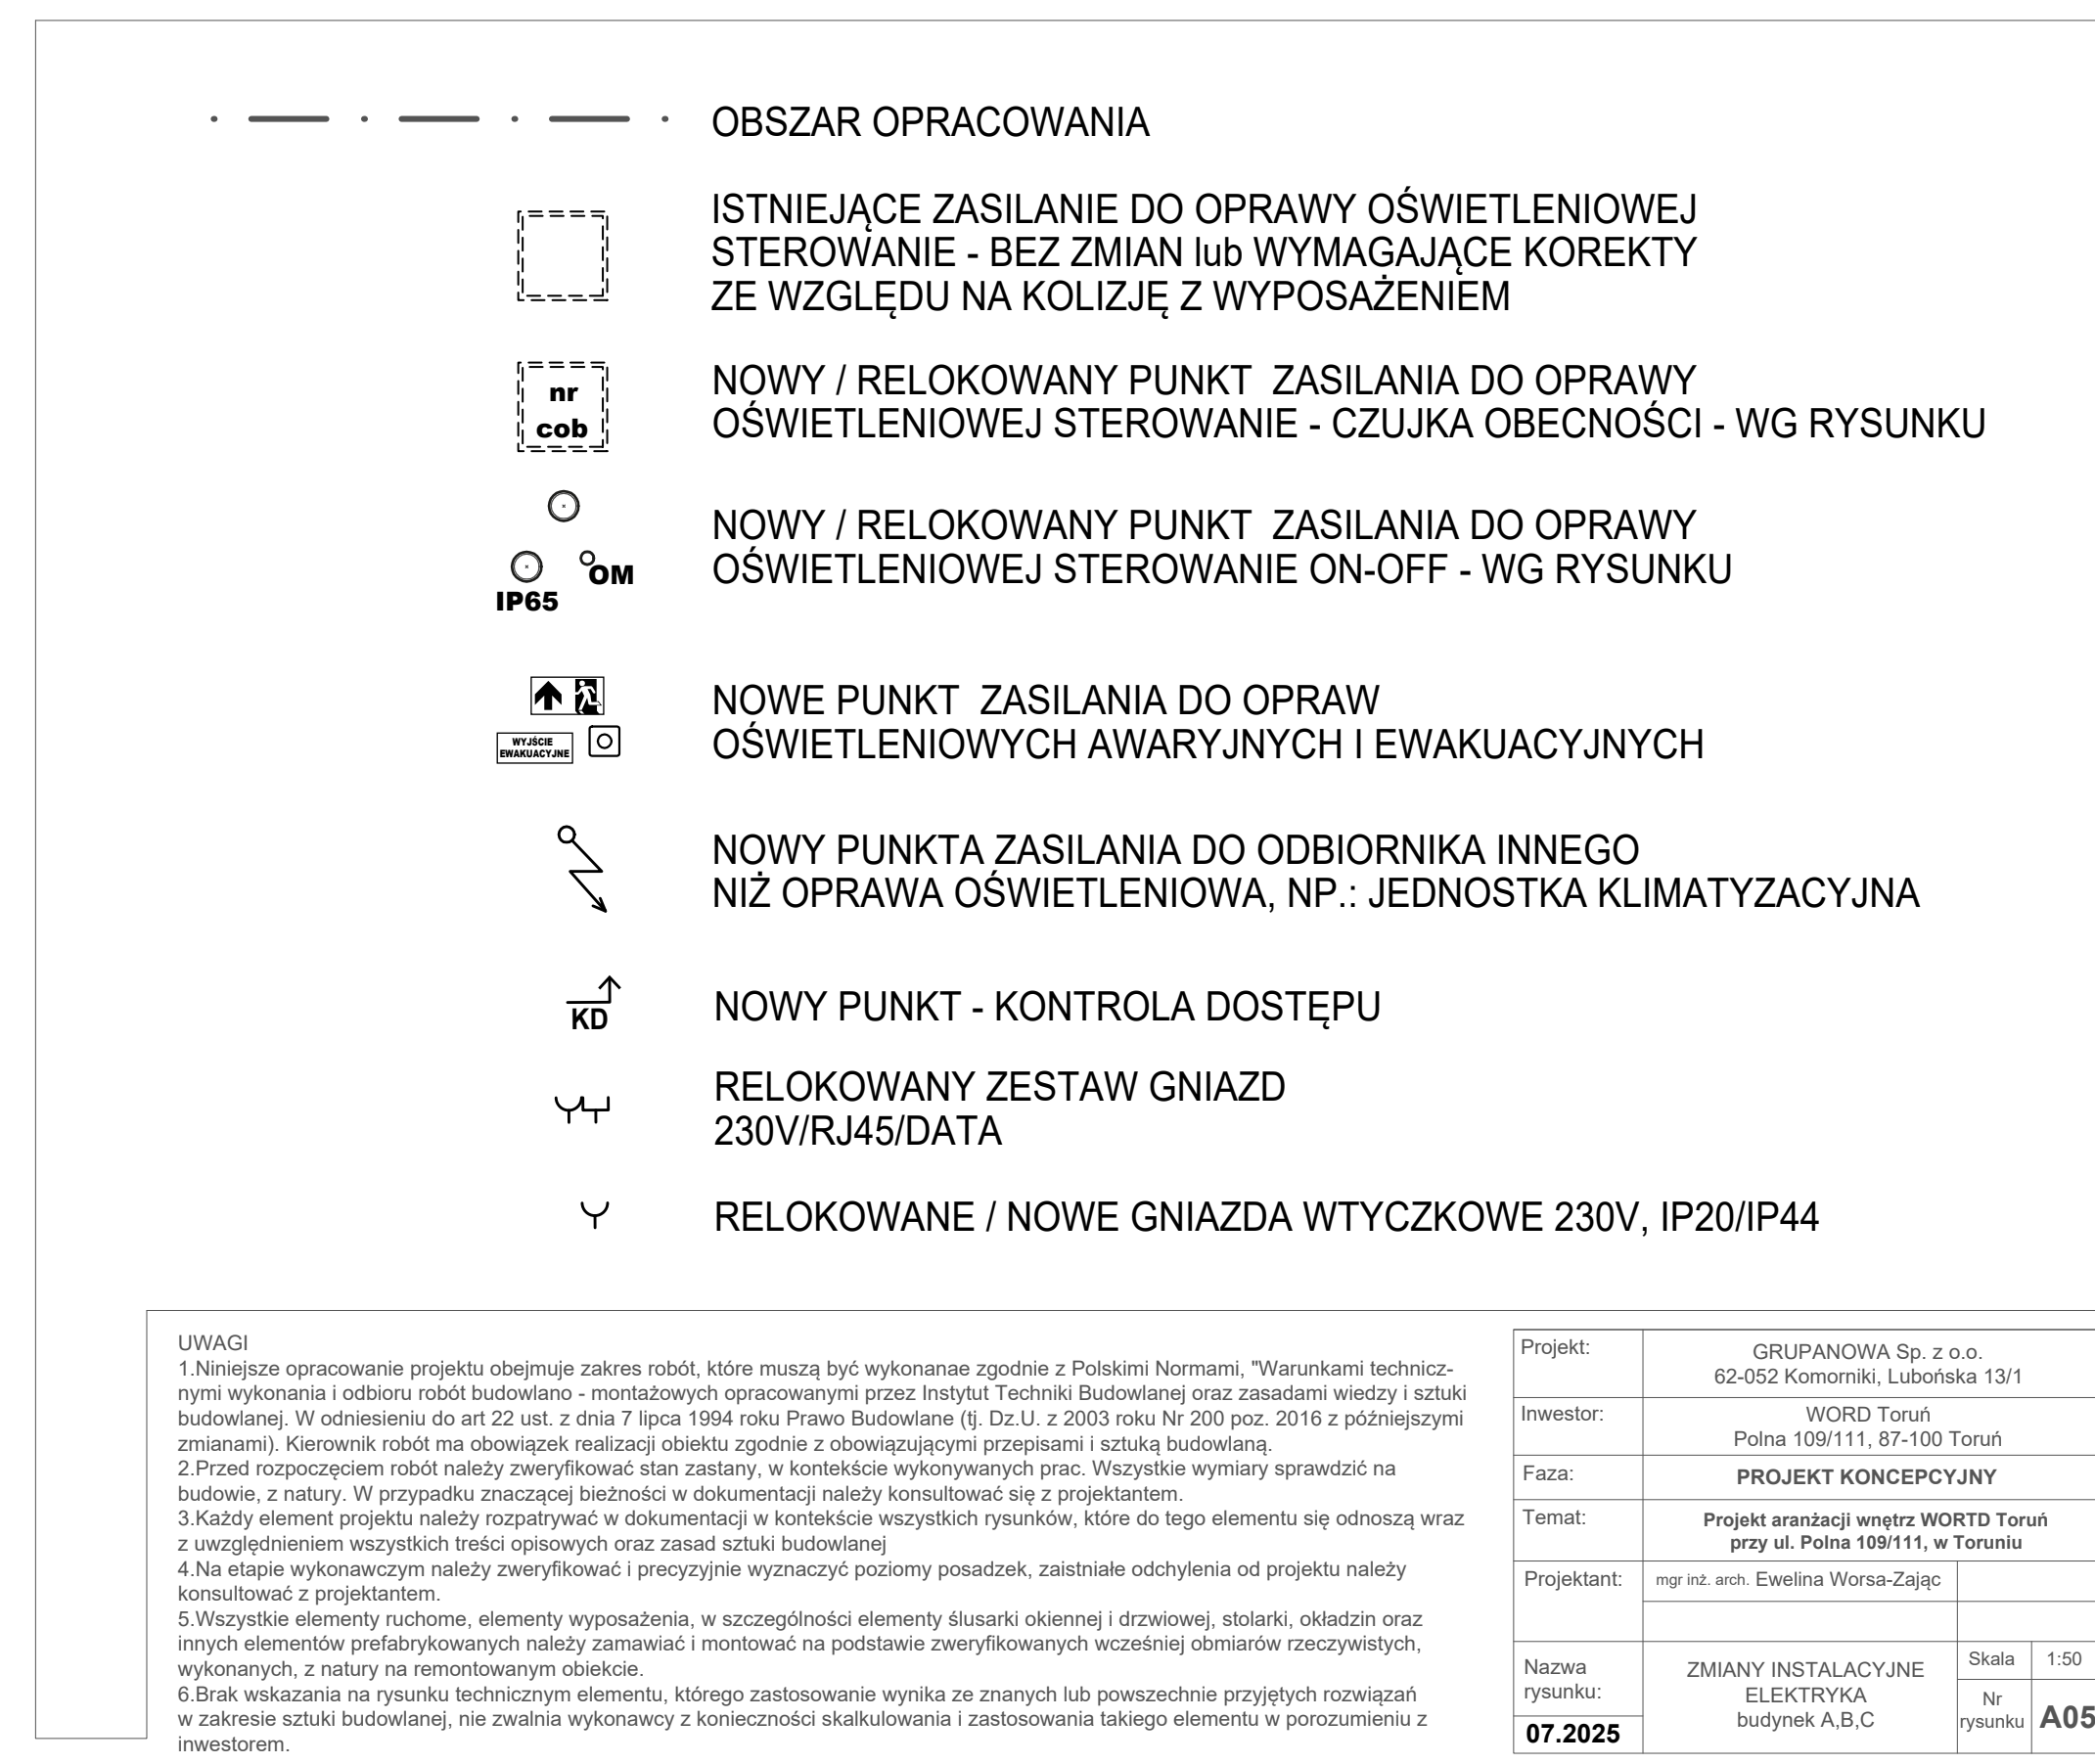 OBSZAR OPRACOWANIA
ISTNIEJĄCE ZASILANIE DO OPRAWY OŚWIETLENIOWEJ
STEROWANIE - BEZ ZMIAN lub WYMAGAJĄCE KOREKTY
ZE WZGLĘDU NA KOLIZJĘ Z WYPOSAŻENIEM
nr
cob
NOWY / RELOKOWANY PUNKT ZASILANIA DO OPRAWY
OŚWIETLENIOWEJ STEROWANIE - CZUJKA OBECNOŚCI - WG RYSUNKU
OM
IP65
NOWY / RELOKOWANY PUNKT ZASILANIA DO OPRAWY
OŚWIETLENIOWEJ STEROWANIE ON-OFF - WG RYSUNKU
WYJŚCIE
EWAKUACYJNE
NOWE PUNKT ZASILANIA DO OPRAW
OŚWIETLENIOWYCH AWARYJNYCH I EWAKUACYJNYCH
NOWY PUNKTA ZASILANIA DO ODBIORNIKA INNEGO
NIŻ OPRAWA OŚWIETLENIOWA, NP.: JEDNOSTKA KLIMATYZACYJNA
KD
NOWY PUNKT - KONTROLA DOSTĘPU
RELOKOWANY ZESTAW GNIAZD
230V/RJ45/DATA
RELOKOWANE / NOWE GNIAZDA WTYCZKOWE 230V, IP20/IP44
UWAGI
1.Niniejsze opracowanie projektu obejmuje zakres robót, które muszą być wykonanae zgodnie z Polskimi Normami, "Warunkami technicz-
nymi wykonania i odbioru robót budowlano - montażowych opracowanymi przez Instytut Techniki Budowlanej oraz zasadami wiedzy i sztuki
budowlanej. W odniesieniu do art 22 ust. z dnia 7 lipca 1994 roku Prawo Budowlane (tj. Dz.U. z 2003 roku Nr 200 poz. 2016 z późniejszymi
zmianami). Kierownik robót ma obowiązek realizacji obiektu zgodnie z obowiązującymi przepisami i sztuką budowlaną.
2.Przed rozpoczęciem robót należy zweryfikować stan zastany, w kontekście wykonywanych prac. Wszystkie wymiary sprawdzić na
budowie, z natury. W przypadku znaczącej bieżności w dokumentacji należy konsultować się z projektantem.
3.Każdy element projektu należy rozpatrywać w dokumentacji w kontekście wszystkich rysunków, które do tego elementu się odnoszą wraz
z uwzględnieniem wszystkich treści opisowych oraz zasad sztuki budowlanej
4.Na etapie wykonawczym należy zweryfikować i precyzyjnie wyznaczyć poziomy posadzek, zaistniałe odchylenia od projektu należy
konsultować z projektantem.
5.Wszystkie elementy ruchome, elementy wyposażenia, w szczególności elementy ślusarki okiennej i drzwiowej, stolarki, okładzin oraz
innych elementów prefabrykowanych należy zamawiać i montować na podstawie zweryfikowanych wcześniej obmiarów rzeczywistych,
wykonanych, z natury na remontowanym obiekcie.
6.Brak wskazania na rysunku technicznym elementu, którego zastosowanie wynika ze znanych lub powszechnie przyjętych rozwiązań
w zakresie sztuki budowlanej, nie zwalnia wykonawcy z konieczności skalkulowania i zastosowania takiego elementu w porozumieniu z
inwestorem.
Projekt:
GRUPANOWA Sp. z o.o.
62-052 Komorniki, Lubońska 13/1
Inwestor:
WORD Toruń
Polna 109/111, 87-100 Toruń
Faza:
PROJEKT KONCEPCYJNY
Temat:
Projekt aranżacji wnętrz WORTD Toruń
przy ul. Polna 109/111, w Toruniu
Projektant:
mgr inż. arch. Ewelina Worsa-Zając
Nazwa
rysunku:
ZMIANY INSTALACYJNE
ELEKTRYKA
budynek A,B,C
Skala
1:50
Nr
rysunku
A05
07.2025